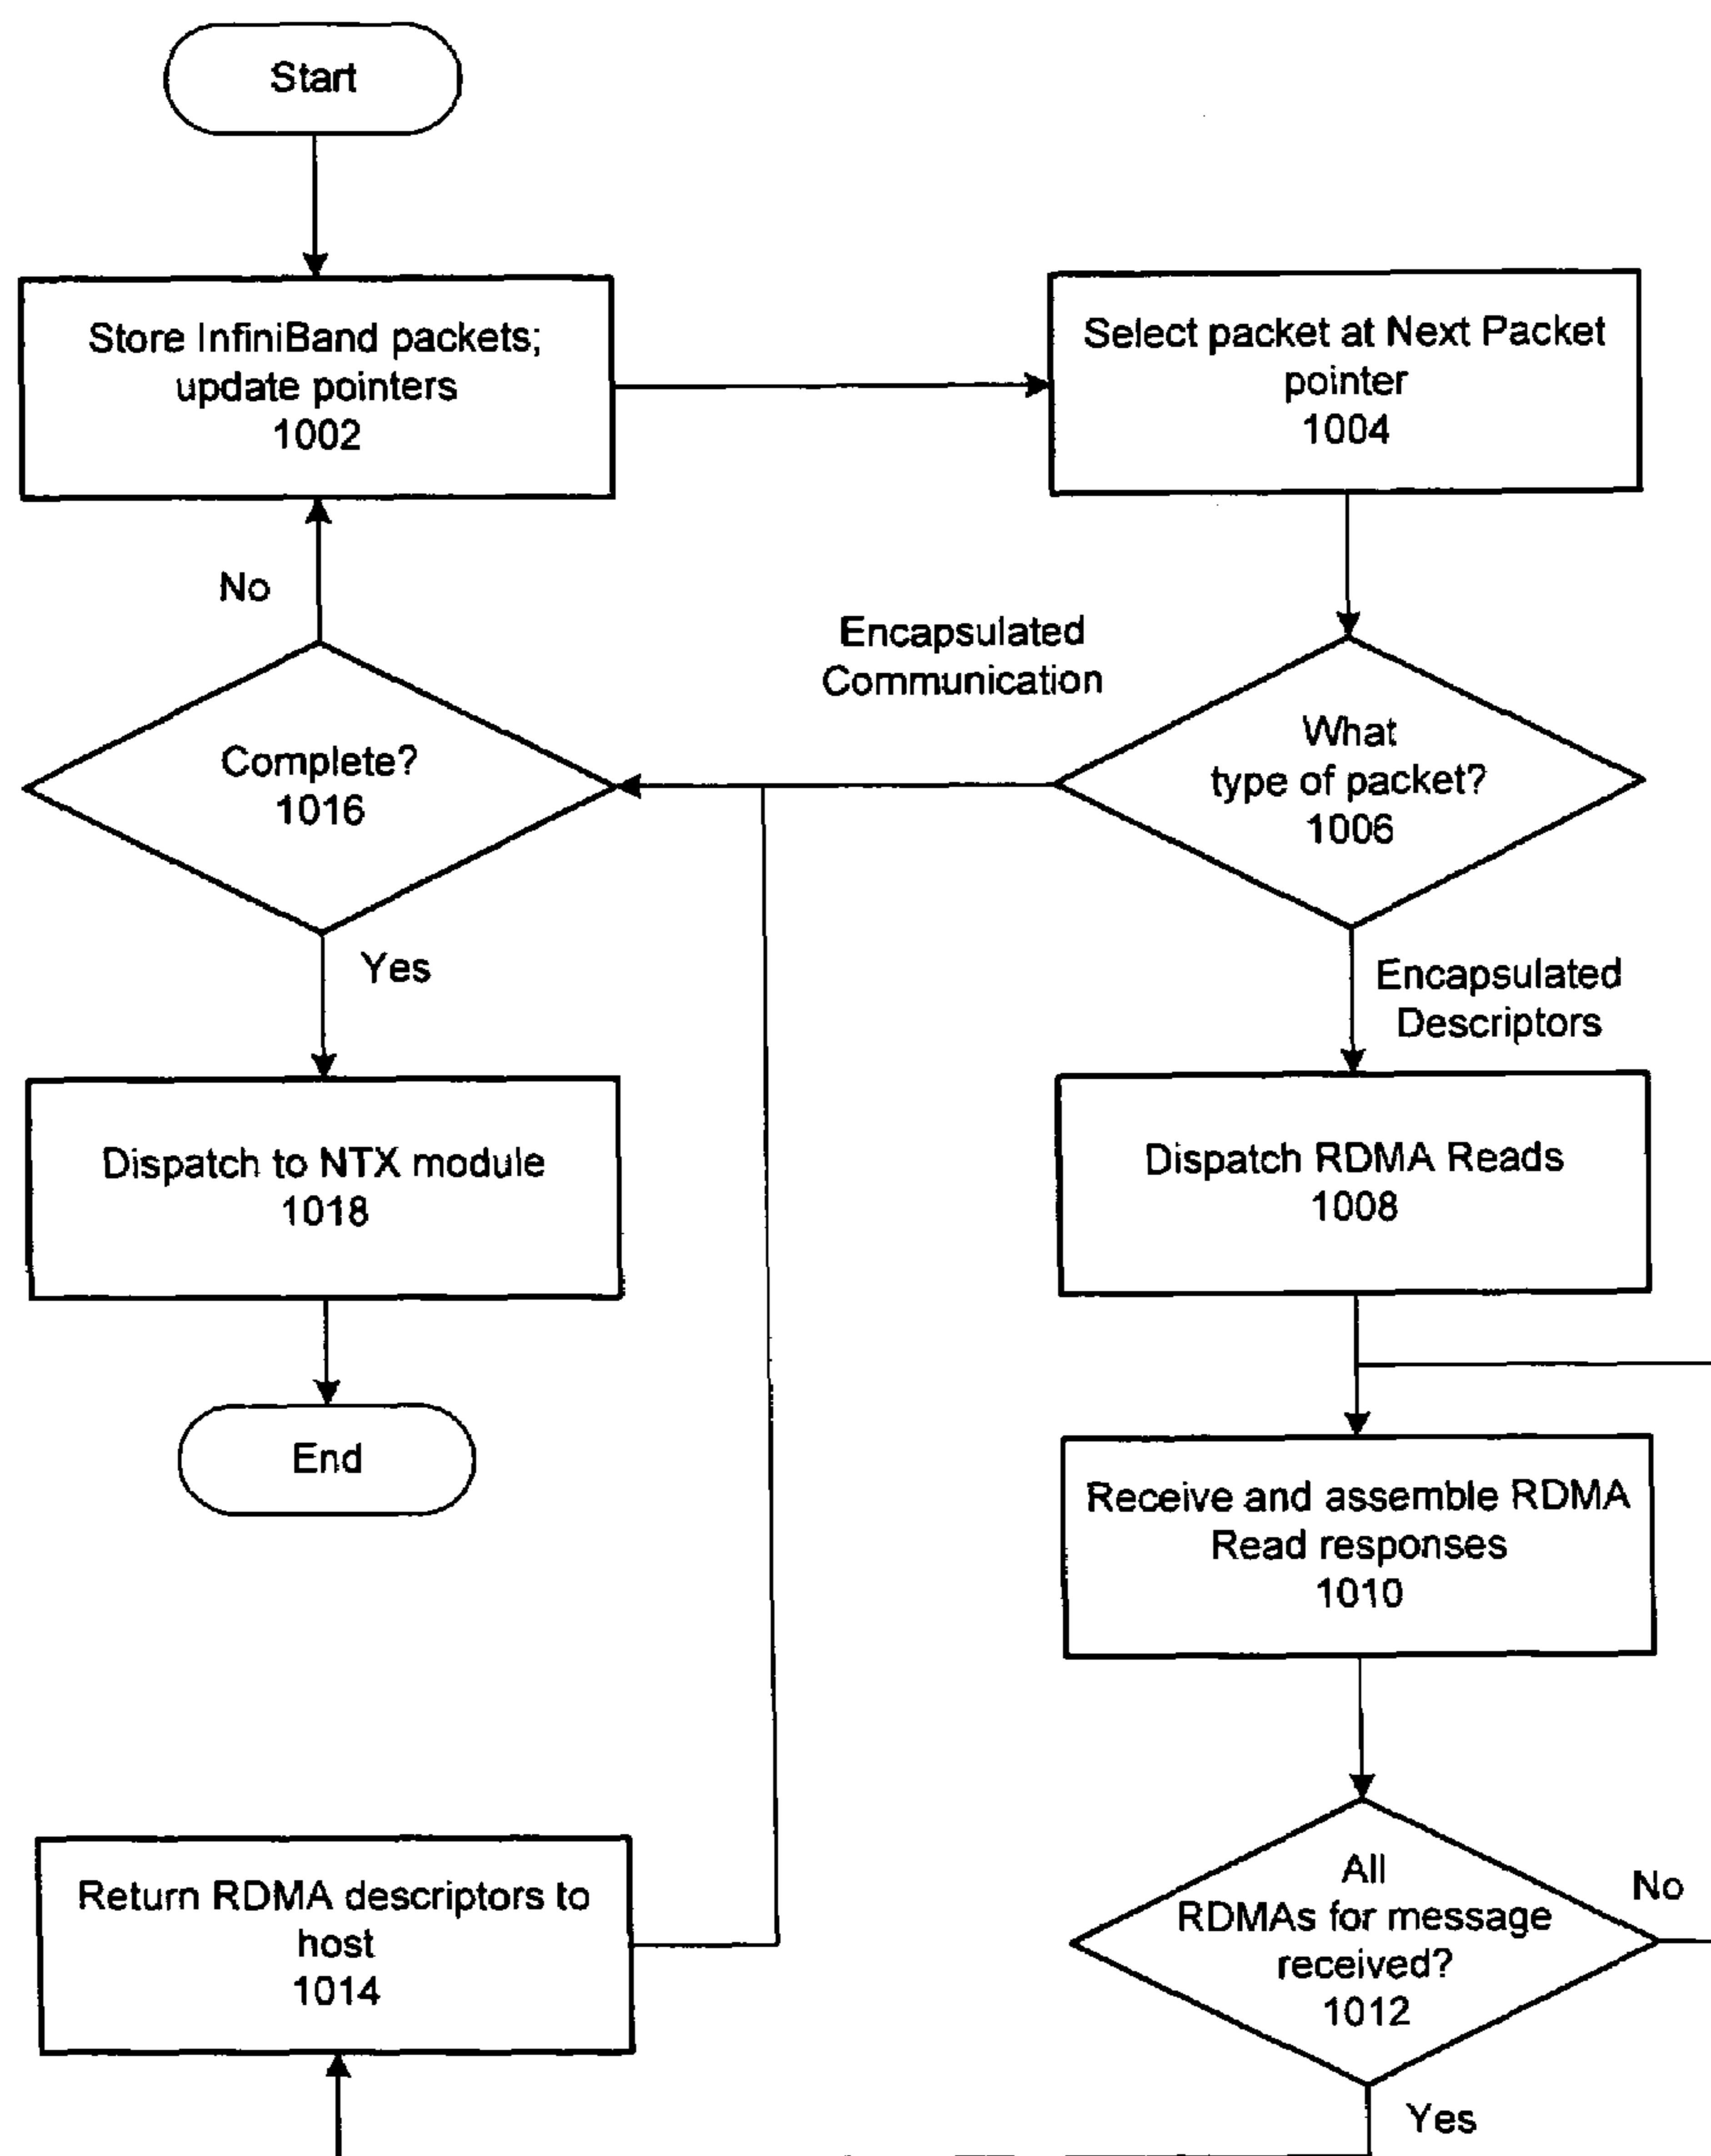 Start
Store InfiniBand packets;
update pointers
1002
Select packet at Next Packet
pointer
1004
No
Encapsulated
Communication
What
type of packet?
1006
Complete?
1016
Yes
Encapsulated
Descriptors
Dispatch to NTX module
1018
Dispatch RDMA Reads
1008
End
Receive and assemble RDMA
Read responses
1010
Return RDMA descriptors to
host
1014
All
RDMAs for message
received?
1012
No
Yes